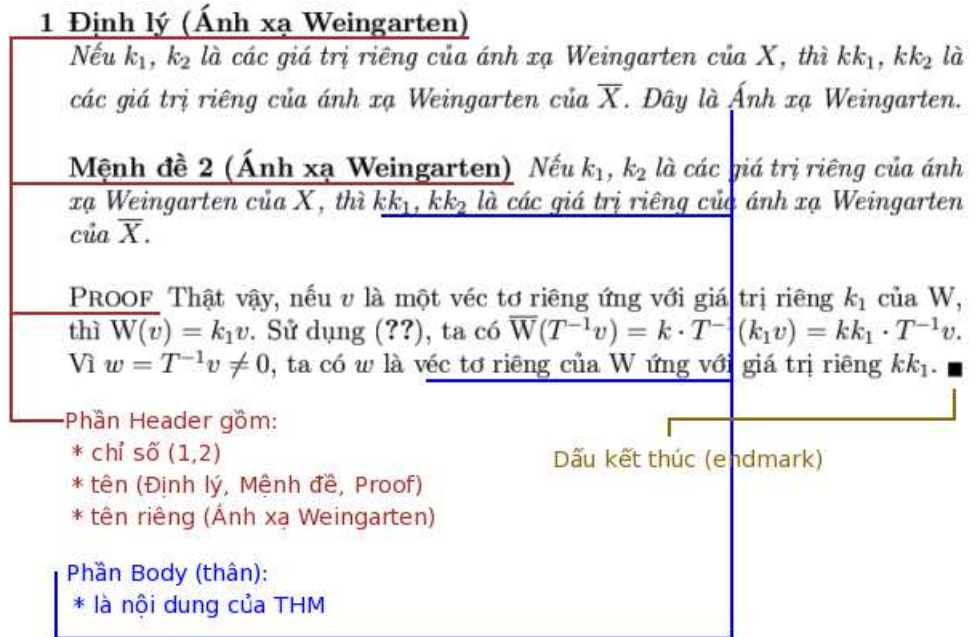 1 Định lý (Ánh xạ Weingarten)
Nếu k₁, k₂ là các giá trị riêng của ánh xạ Weingarten của X, thì kk₁, kk₂ là
các giá trị riêng của ánh xạ Weingarten của X̅. Đây là Ánh xạ Weingarten.
Mệnh đề 2 (Ánh xạ Weingarten) Nếu k₁, k₂ là các giá trị riêng của ánh
xạ Weingarten của X, thì kk₁, kk₂ là các giá trị riêng của ánh xạ Weingarten
của X̅.
PROOF Thật vậy, nếu v là một véc tơ riêng ứng với giá trị riêng k₁ của W,
thì W(v) = k₁v. Sử dụng (??), ta có W̅(T⁻¹v) = k · T⁻¹(k₁v) = kk₁ · T⁻¹v.
Vì w = T⁻¹v ≠ 0, ta có w là véc tơ riêng của W ứng với giá trị riêng kk₁. ■
Phần Header gồm:
* chỉ số (1,2)
* tên (Định lý, Mệnh đề, Proof)
* tên riêng (Ánh xạ Weingarten)
Dấu kết thúc (endmark)
Phần Body (thân):
* là nội dung của THM